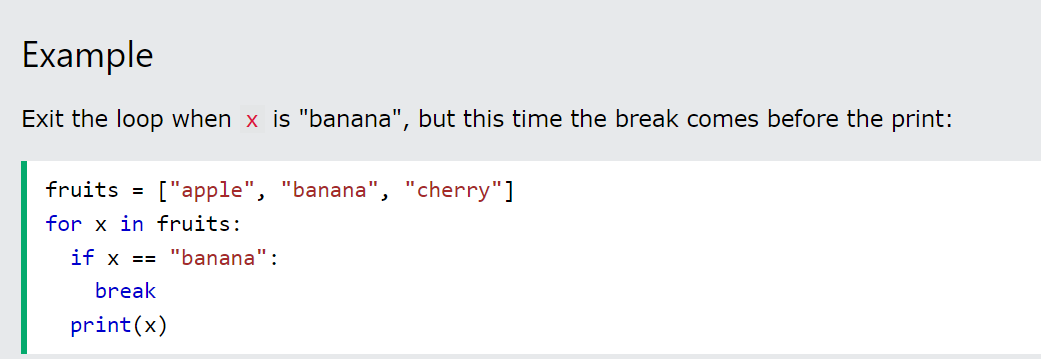 Example
Exit the loop when x is "banana", but this time the break comes before the print:
fruits = ["apple", "banana", "cherry"]
for x in fruits:
  if x == "banana":
    break
  print(x)